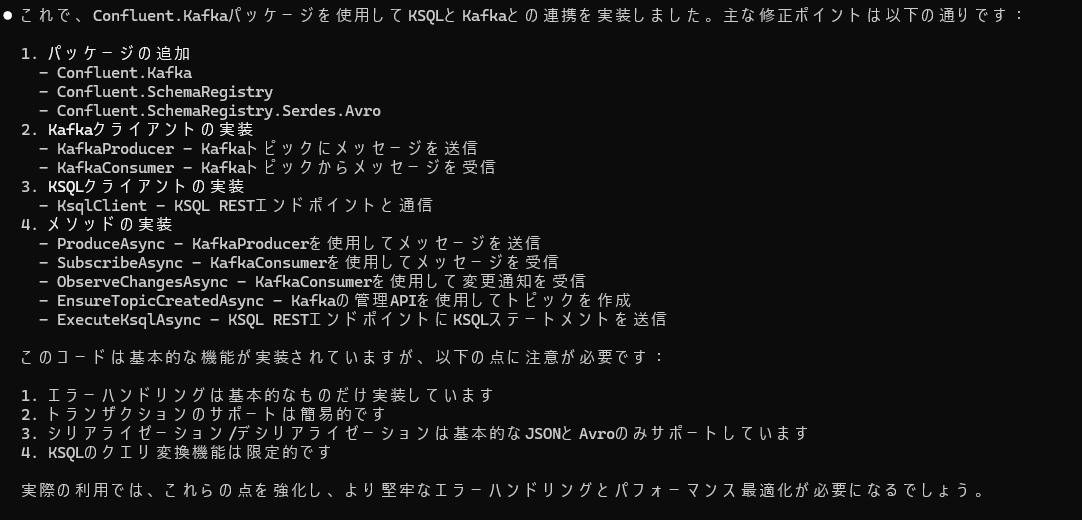 ● これで、Confluent.Kafkaパッケージを使用してKSQLとKafkaとの連携を実装しました。主な修正ポイントは以下の通りです：
1. パッケージの追加
- Confluent.Kafka
- Confluent.SchemaRegistry
- Confluent.SchemaRegistry.Serdes.Avro
2. Kafkaクライアントの実装
- KafkaProducer - Kafkaトピックにメッセージを送信
- KafkaConsumer - Kafkaトピックからメッセージを受信
3. KSQLクライアントの実装
- KsqlClient - KSQL RESTエンドポイントと通信
4. メソッドの実装
- ProduceAsync - KafkaProducerを使用してメッセージを送信
- SubscribeAsync - KafkaConsumerを使用してメッセージを受信
- ObserveChangesAsync - KafkaConsumerを使用して変更通知を受信
- EnsureTopicCreatedAsync - Kafkaの管理APIを使用してトピックを作成
- ExecuteKsqlAsync - KSQL RESTエンドポイントにKSQLステートメントを送信
このコードは基本的な機能が実装されていますが、以下の点に注意が必要です：
1. エラーハンドリングは基本的なものだけ実装しています
2. トランザクションのサポートは簡易的です
3. シリアライゼーション/デシリアライゼーションは基本的なJSONとAvroのみサポートしています
4. KSQLのクエリ変換機能は限定的です
実際の利用では、これらの点を強化し、より堅牢なエラーハンドリングとパフォーマンス最適化が必要になるでしょう。